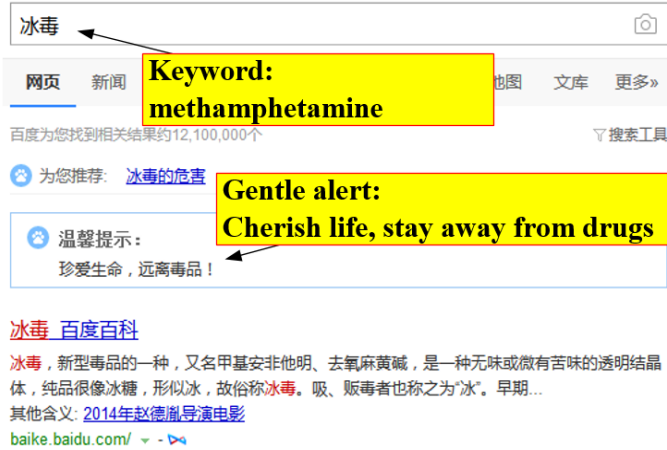 冰毒
网页 新闻 地图 文库 更多»
Keyword:
methamphetamine
百度为您找到相关结果约12,100,000个 搜索工具
为您推荐: 冰毒的危害
Gentle alert:
Cherish life, stay away from drugs
温馨提示：
珍爱生命，远离毒品！
冰毒_百度百科
冰毒，新型毒品的一种，又名甲基安非他明、去氧麻黄碱，是一种无味或微有苦味的透明结晶
体，纯品很像冰糖，形似冰，故俗称冰毒。吸、贩毒者也称之为“冰”。早期...
其他含义: 2014年赵德胤导演电影
baike.baidu.com/ -